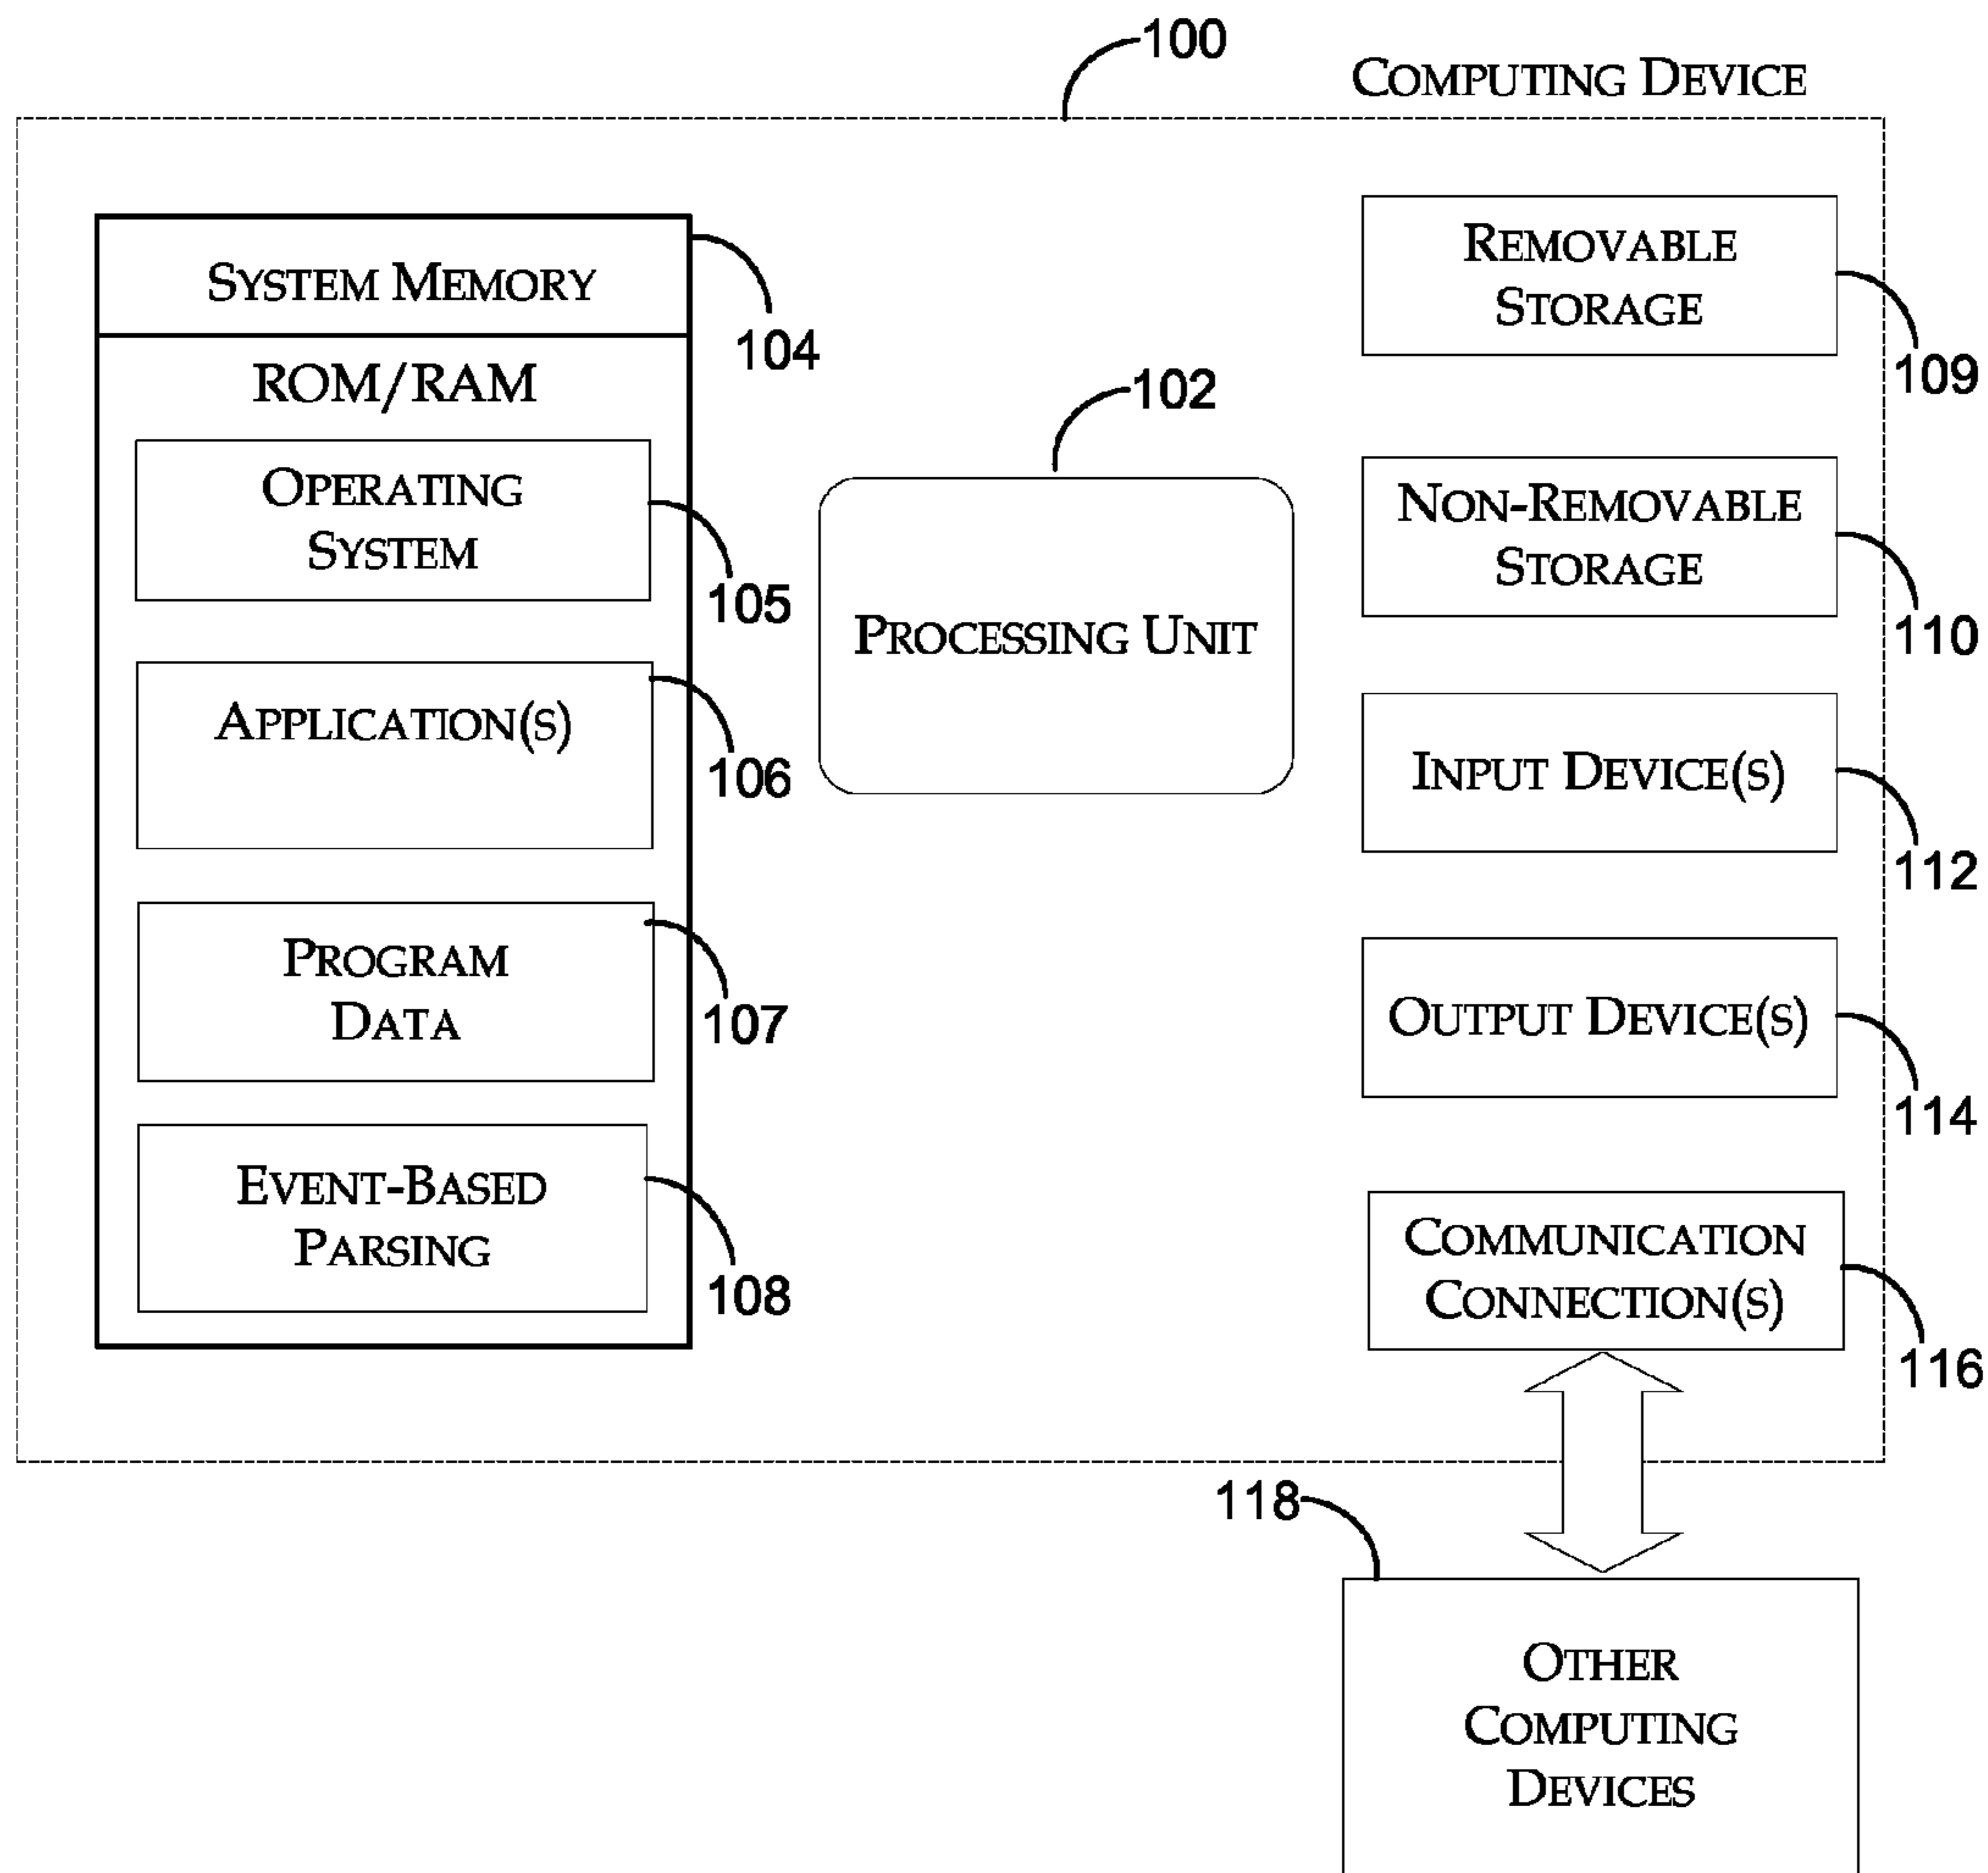 100
COMPUTING DEVICE
SYSTEM MEMORY
104
ROM/RAM
OPERATING
SYSTEM
105
APPLICATION(S)
106
PROGRAM
DATA
107
EVENT-BASED
PARSING
108
102
PROCESSING UNIT
REMOVABLE
STORAGE
109
NON-REMOVABLE
STORAGE
110
INPUT DEVICE(S)
112
OUTPUT DEVICE(S)
114
COMMUNICATION
CONNECTION(S)
116
118
OTHER
COMPUTING
DEVICES